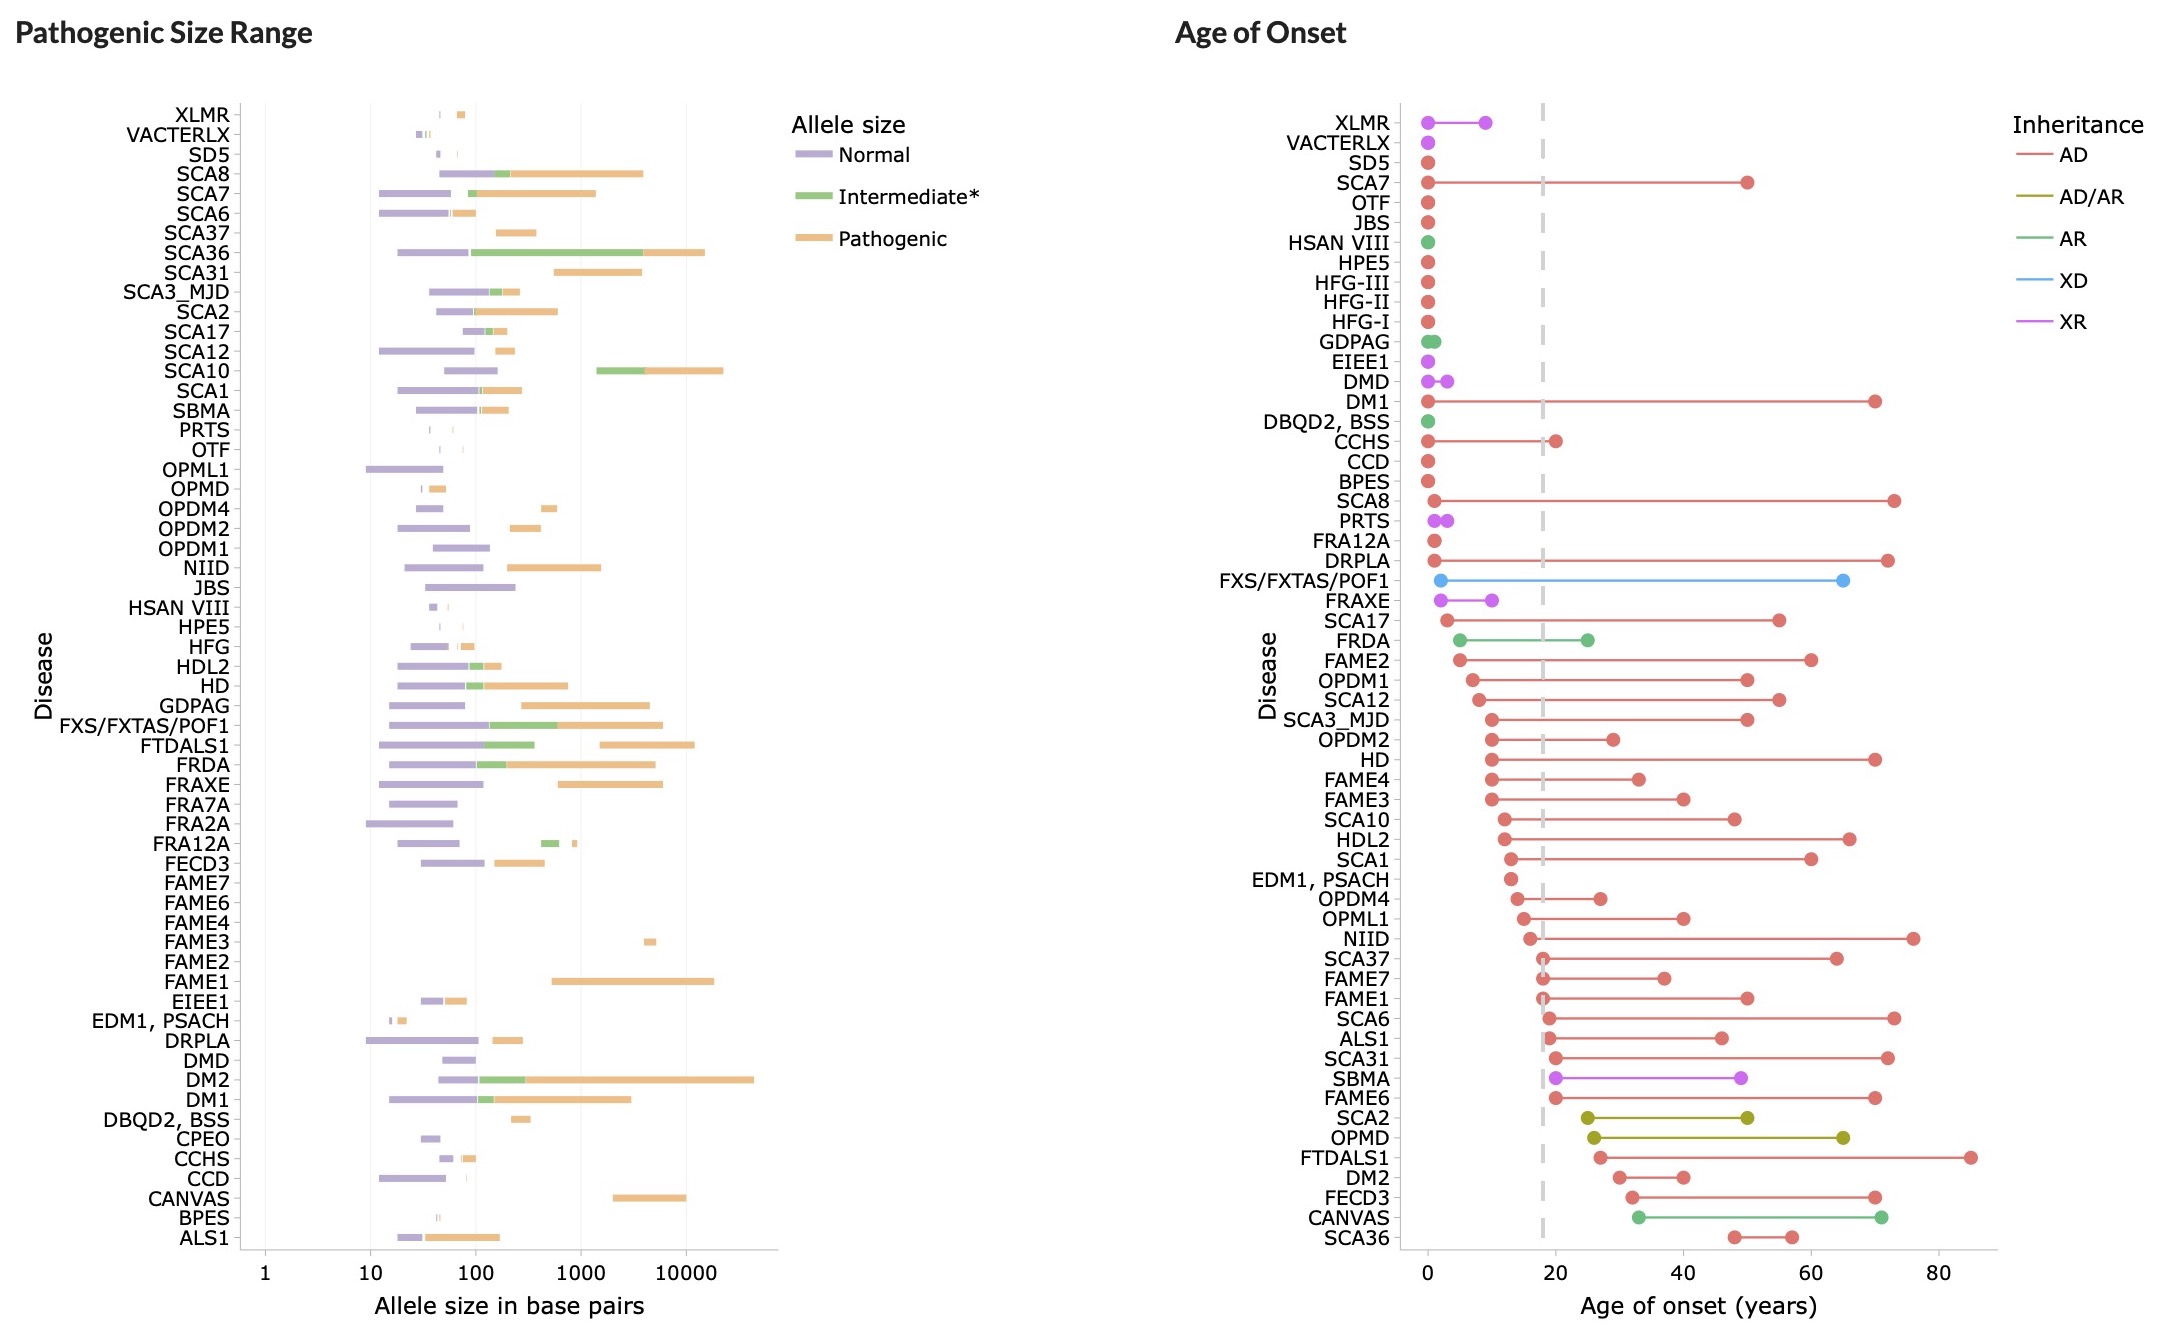 Pathogenic Size Range
XLMR
VACTERLX
SD5
SCA8
SCA7
SCA6
SCA37
SCA36
SCA31
SCA3_MJD
SCA2
SCA17
SCA12
SCA10
SCA1
SBMA
PRTS
OTF
OPML1
OPMD
OPDM4
OPDM2
OPDM1
NIID
JBS
HSAN VIII
HPE5
HFG
HDL2
HD
GDPAG
FXS/FXTAS/POF1
FTDALS1
FRDA
FRAXE
FRA7A
FRA2A
FRA12A
FECD3
FAME7
FAME6
FAME4
FAME3
FAME2
FAME1
EIEE1
EDM1, PSACH
DRPLA
DMD
DM2
DM1
DBQD2, BSS
CPEO
CCHS
CCD
CANVAS
BPES
ALS1
Disease
1 10 100 1000 10000
Allele size in base pairs
Allele size
Normal
Intermediate*
Pathogenic
Age of Onset
XLMR
VACTERLX
SD5
SCA7
OTF
JBS
HSAN VIII
HPE5
HFG-III
HFG-II
HFG-I
GDPAG
EIEE1
DMD
DM1
DBQD2, BSS
CCHS
CCD
BPES
SCA8
PRTS
FRA12A
DRPLA
FXS/FXTAS/POF1
FRAXE
SCA17
FRDA
FAME2
OPDM1
SCA12
SCA3_MJD
OPDM2
HD
FAME4
FAME3
SCA10
HDL2
SCA1
EDM1, PSACH
OPDM4
OPML1
NIID
SCA37
FAME7
FAME1
SCA6
ALS1
SCA31
SBMA
FAME6
SCA2
OPMD
FTDALS1
DM2
FECD3
CANVAS
SCA36
Disease
0 20 40 60 80
Age of onset (years)
Inheritance
AD
AD/AR
AR
XD
XR